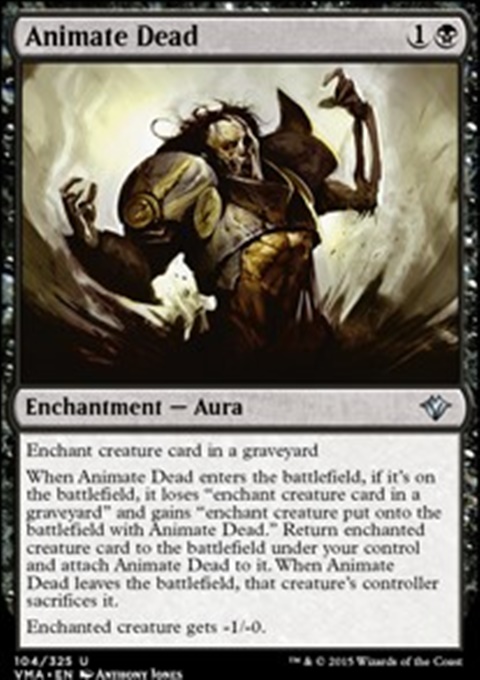 Animate Dead 1
Enchantment — Aura
Enchant creature card in a graveyard
When Animate Dead enters the battlefield, if it's on
the battlefield, it loses “enchant creature card in a
graveyard” and gains “enchant creature put onto the
battlefield with Animate Dead.” Return enchanted
creature card to the battlefield under your control
and attach Animate Dead to it. When Animate
Dead leaves the battlefield, that creature's controller
sacrifices it.
Enchanted creature gets -1/-0.
104/325 U
VMA • EN Anthony Jones
™ & © 2015 Wizards of the Coast